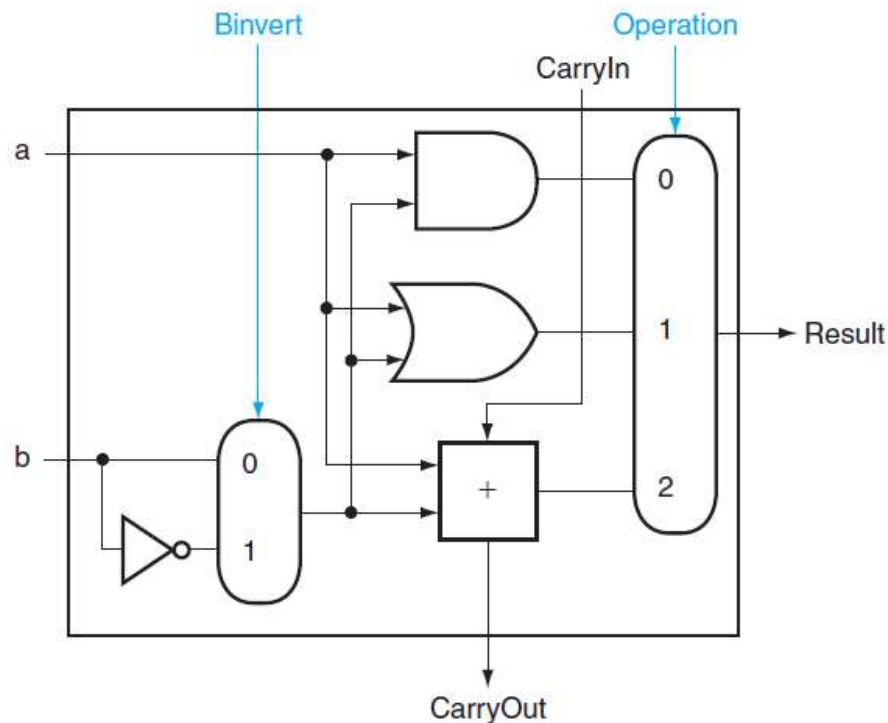 Binvert
Operation
CarryIn
a
0
1
Result
b
0
+
2
1
CarryOut